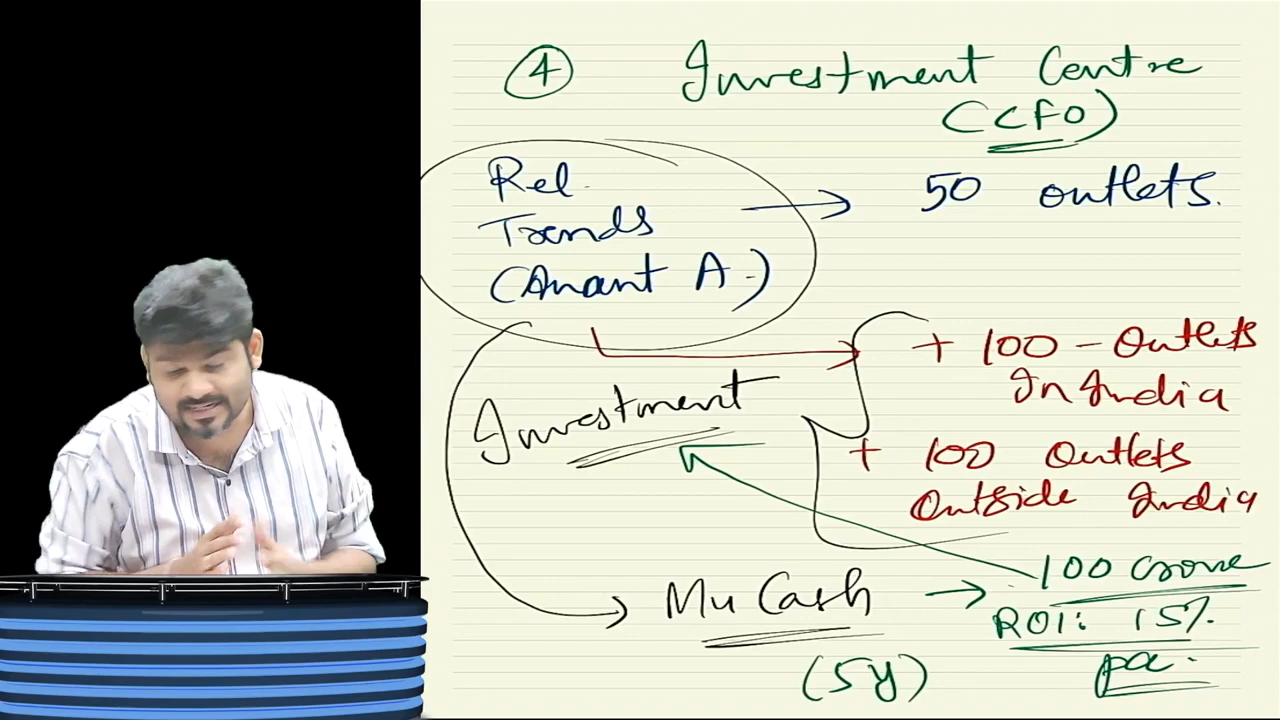 ④ Investment Centre
(CFO)
Rel.
Trends
(Anant A.)
→ 50 outlets.
+ 100 - Outlets
In India
Investment
+ 100 Outlets
Outside India
Mu Cash → 100 crore
ROI: 15%
pa.
(5y)